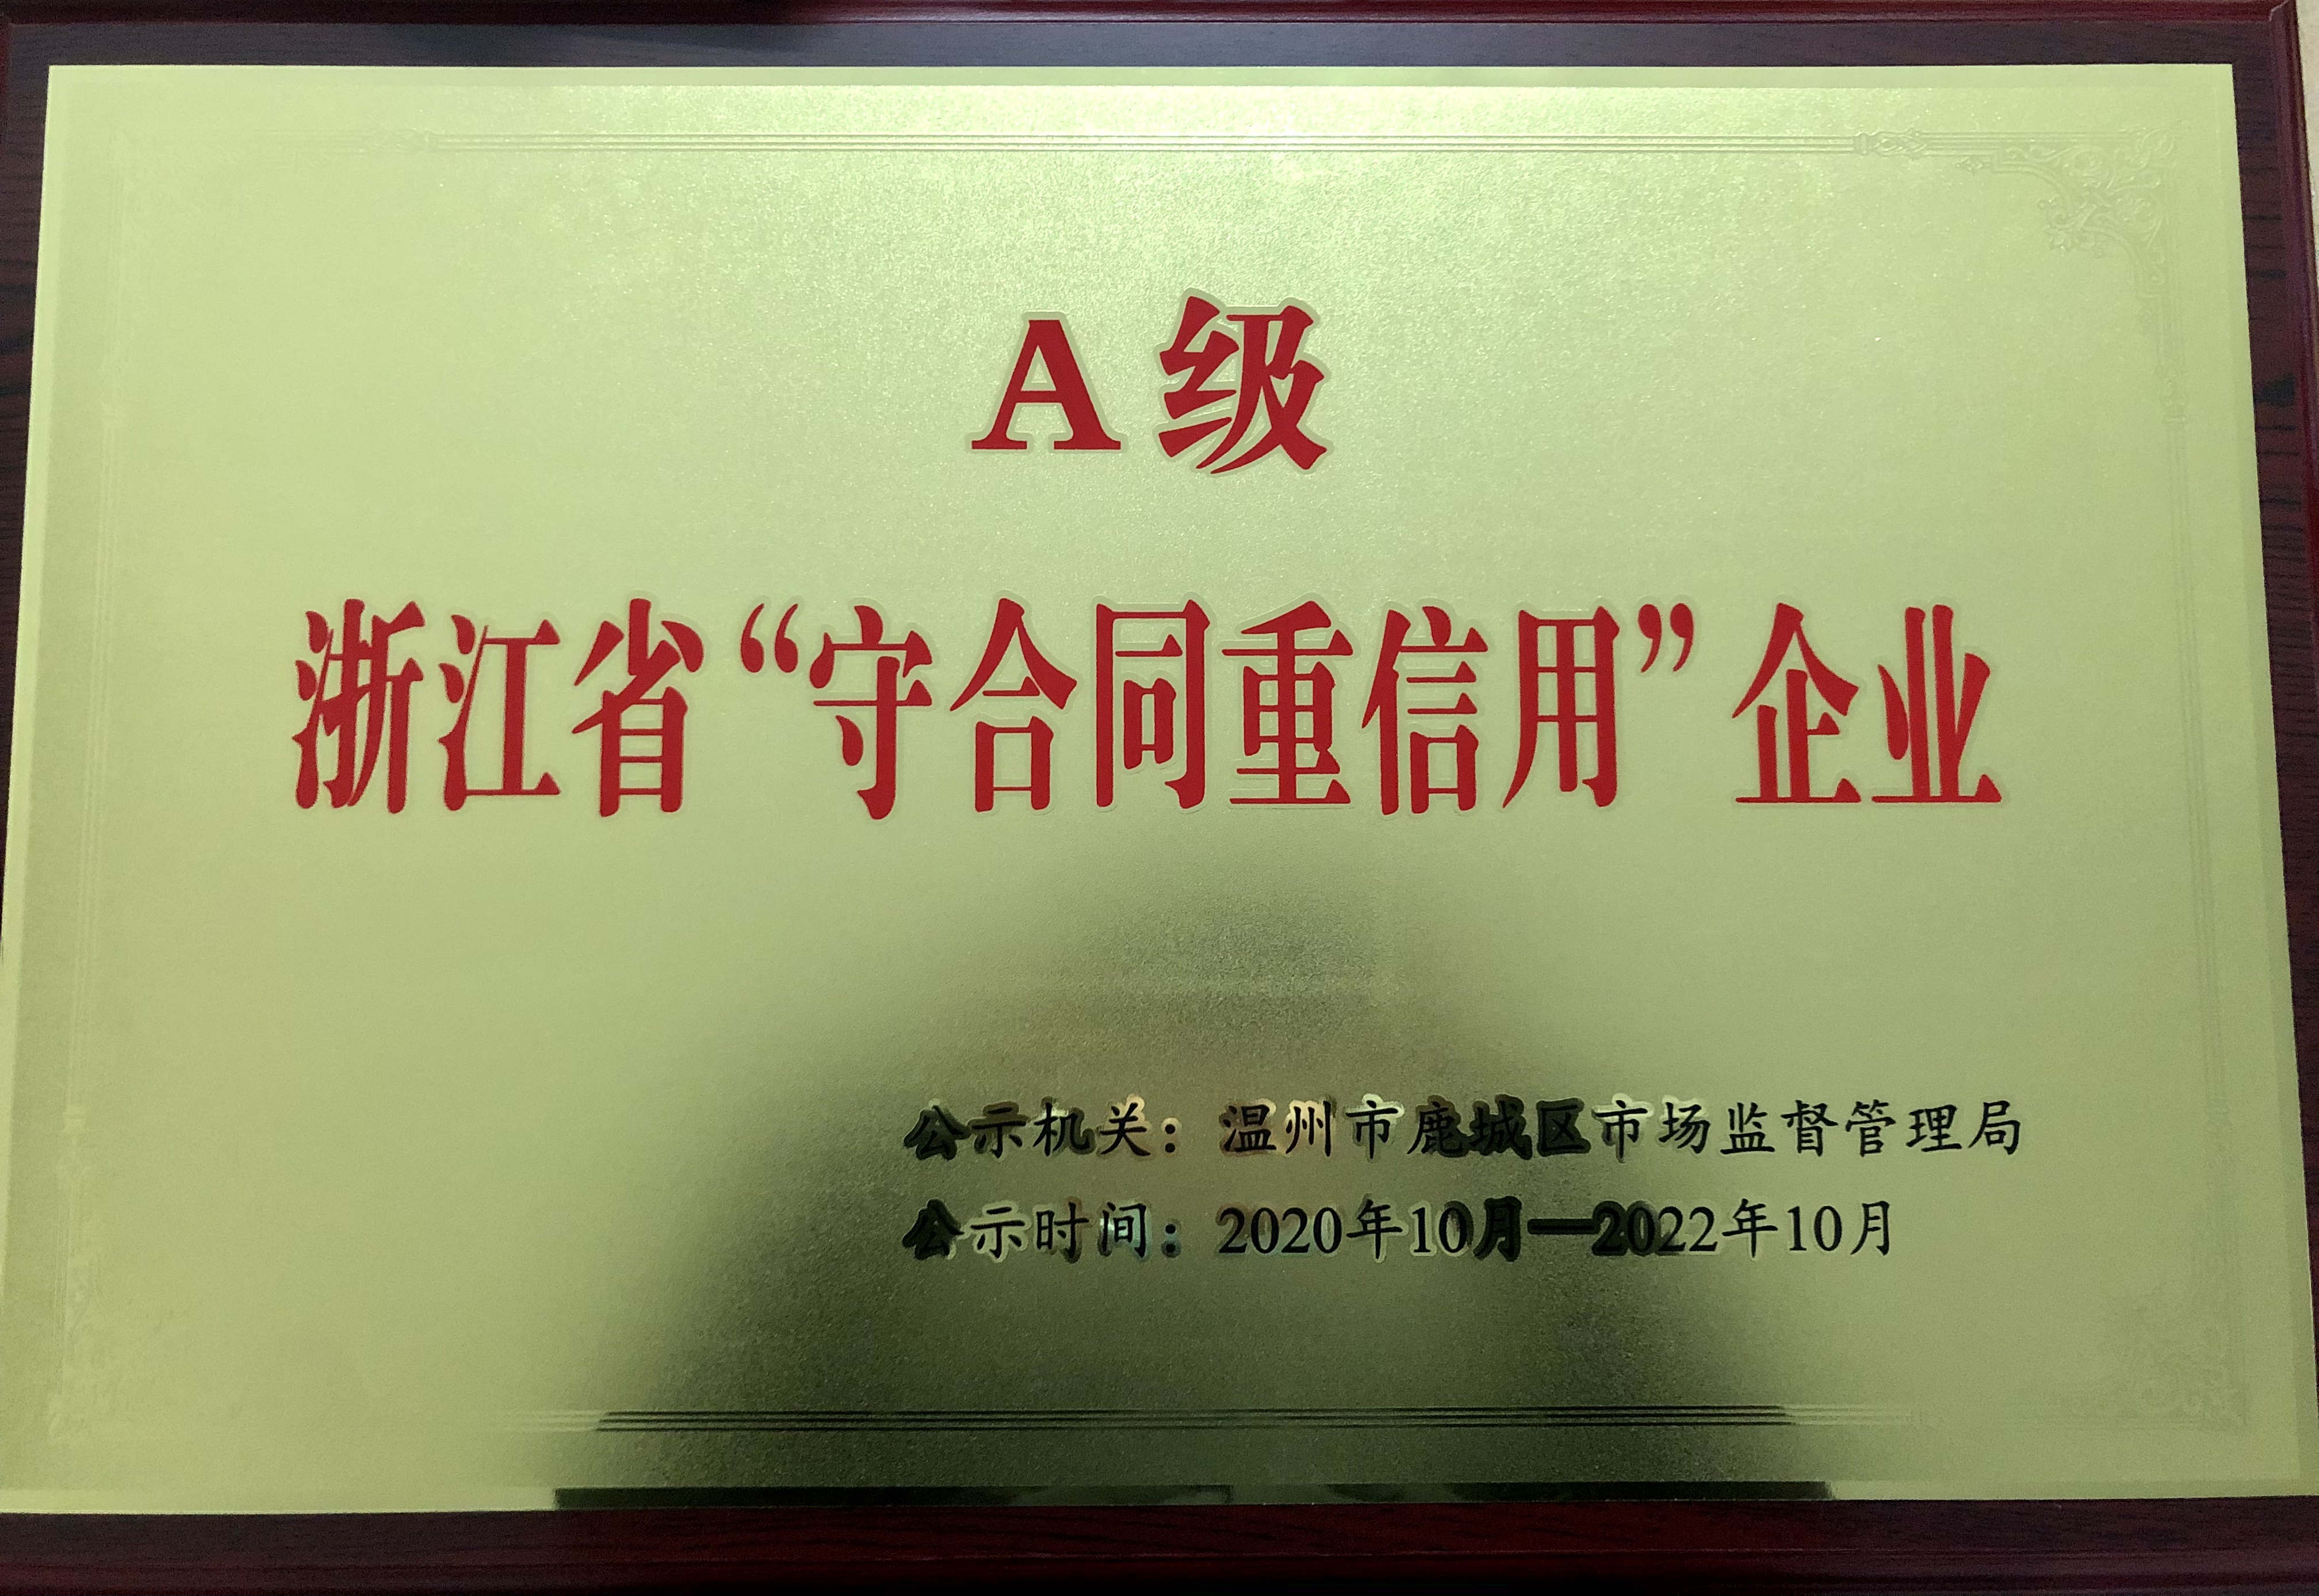 A级
浙江省“守合同重信用”企业
公示机关：温州市鹿城区市场监督管理局
公示时间：2020年10月—2022年10月